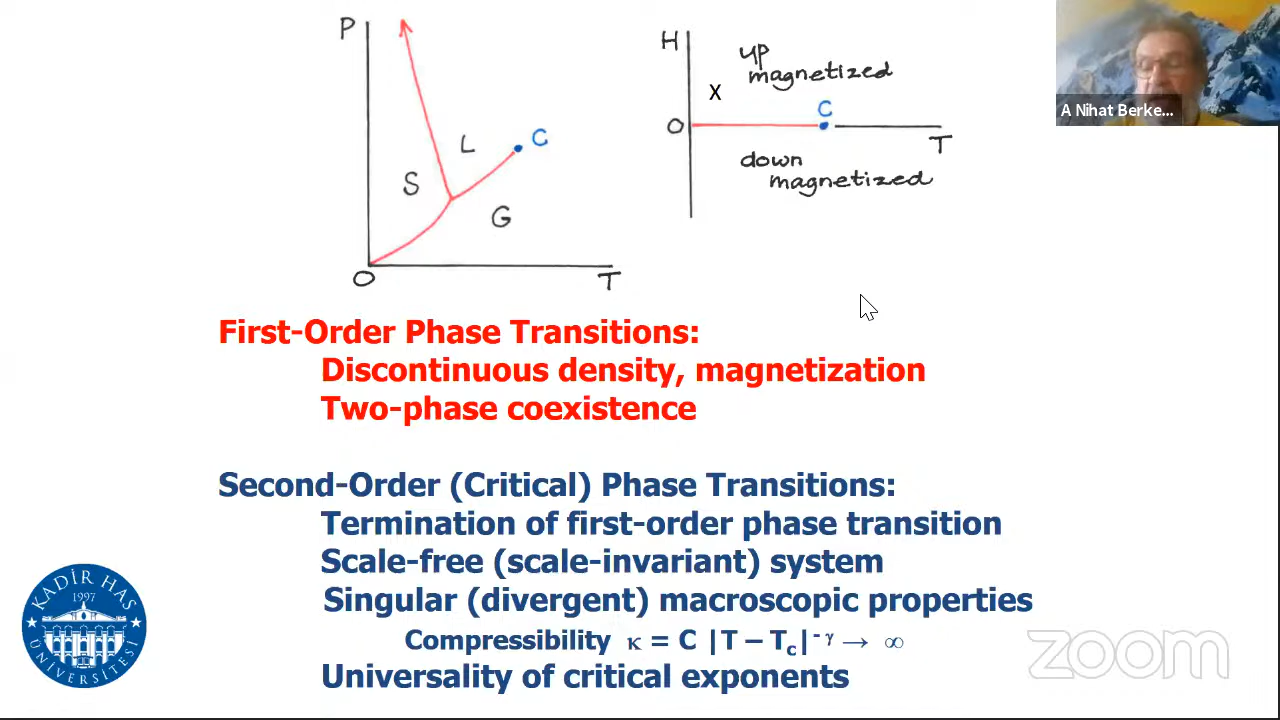 P
S
L
C
G
O
T
H
up
magnetized
X
C
O
T
down
magnetized
A Nihat Berke...
First-Order Phase Transitions:
Discontinuous density, magnetization
Two-phase coexistence
Second-Order (Critical) Phase Transitions:
Termination of first-order phase transition
Scale-free (scale-invariant) system
Singular (divergent) macroscopic properties
Compressibility κ = C |T – Tc|⁻ᵞ → ∞
Universality of critical exponents
KADİR HAS
1997
ÜNİVERSİTESİ
zoom